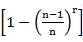 [1 − (n−1/n)^r]